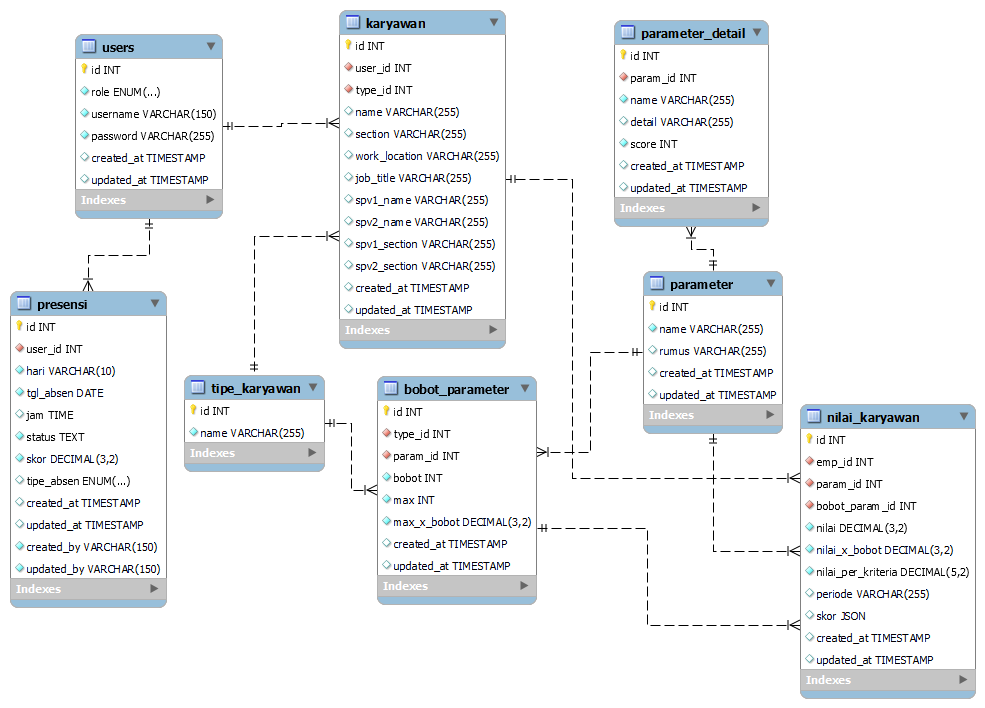 users
id INT
role ENUM(...)
username VARCHAR(150)
password VARCHAR(255)
created_at TIMESTAMP
updated_at TIMESTAMP
Indexes
karyawan
id INT
user_id INT
type_id INT
name VARCHAR(255)
section VARCHAR(255)
work_location VARCHAR(255)
job_title VARCHAR(255)
spv1_name VARCHAR(255)
spv2_name VARCHAR(255)
spv1_section VARCHAR(255)
spv2_section VARCHAR(255)
created_at TIMESTAMP
updated_at TIMESTAMP
Indexes
parameter_detail
id INT
param_id INT
name VARCHAR(255)
detail VARCHAR(255)
score INT
created_at TIMESTAMP
updated_at TIMESTAMP
Indexes
presensi
id INT
user_id INT
hari VARCHAR(10)
tgl_absen DATE
jam TIME
status TEXT
skor DECIMAL(3,2)
tipe_absen ENUM(...)
created_at TIMESTAMP
updated_at TIMESTAMP
created_by VARCHAR(150)
updated_by VARCHAR(150)
Indexes
tipe_karyawan
id INT
name VARCHAR(255)
Indexes
bobot_parameter
id INT
type_id INT
param_id INT
bobot INT
max INT
max_x_bobot DECIMAL(3,2)
created_at TIMESTAMP
updated_at TIMESTAMP
Indexes
parameter
id INT
name VARCHAR(255)
rumus VARCHAR(255)
created_at TIMESTAMP
updated_at TIMESTAMP
Indexes
nilai_karyawan
id INT
emp_id INT
param_id INT
bobot_param_id INT
nilai DECIMAL(3,2)
nilai_x_bobot DECIMAL(3,2)
nilai_per_kriteria DECIMAL(5,2)
periode VARCHAR(255)
skor JSON
created_at TIMESTAMP
updated_at TIMESTAMP
Indexes